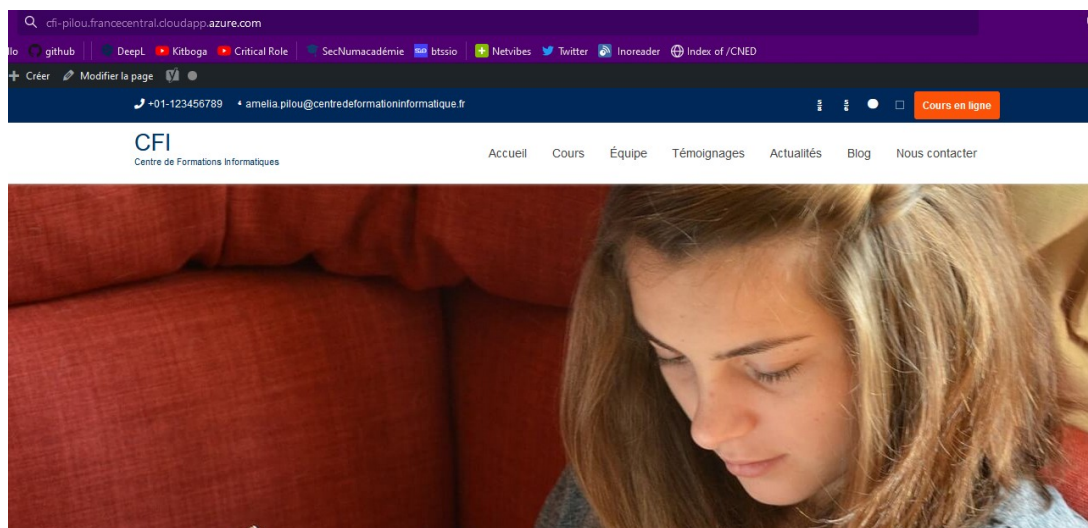 cfi-pilou.francecentral.cloudapp.azure.com
github DeepL Kitboga Critical Role SecNumacadémie btssio Netvibes Twitter Inoreader Index of /CNED
Créer Modifier la page
+01-123456789 amelia.pilou@centredeformationinformatique.fr Cours en ligne
CFI
Centre de Formations Informatiques
Accueil Cours Équipe Témoignages Actualités Blog Nous contacter